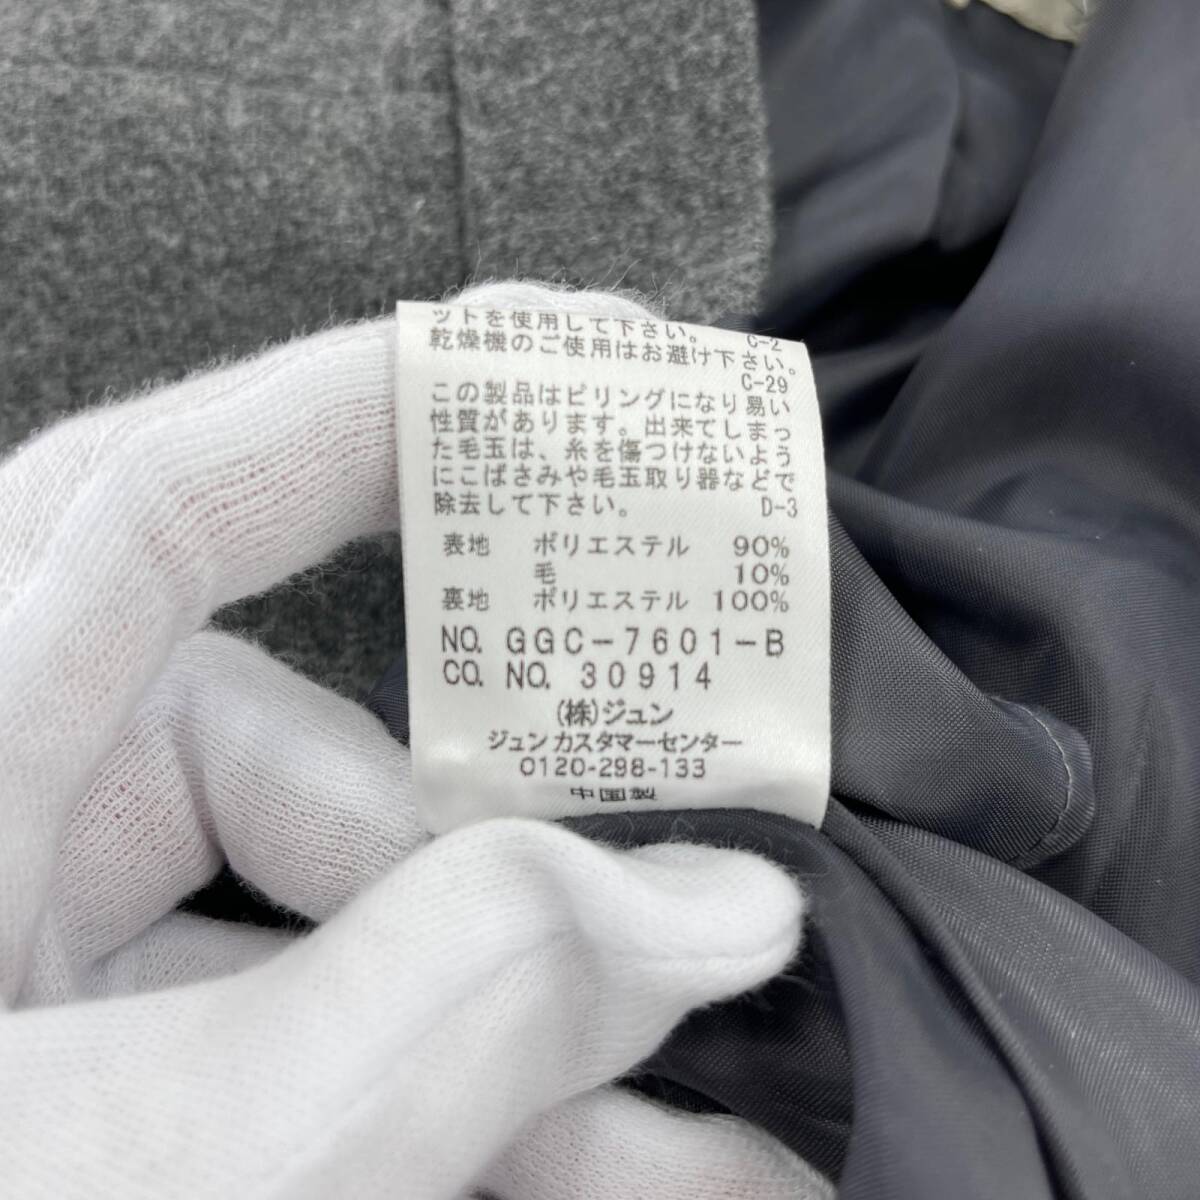 ットを使用して下さい。 C-2
乾燥機のご使用はお避け下さい。
C-29
この製品はピリングになり易い
性質があります。出来てしまっ
た毛玉は、糸を傷つけないよう
にこばさみや毛玉取り器などで
除去して下さい。 D-3
表地 ポリエステル 90%
毛 10%
裏地 ポリエステル 100%
NO. GGC-7601-B
CO. NO. 30914
(株)ジュン
ジュン カスタマーセンター
0120-298-133
中国製